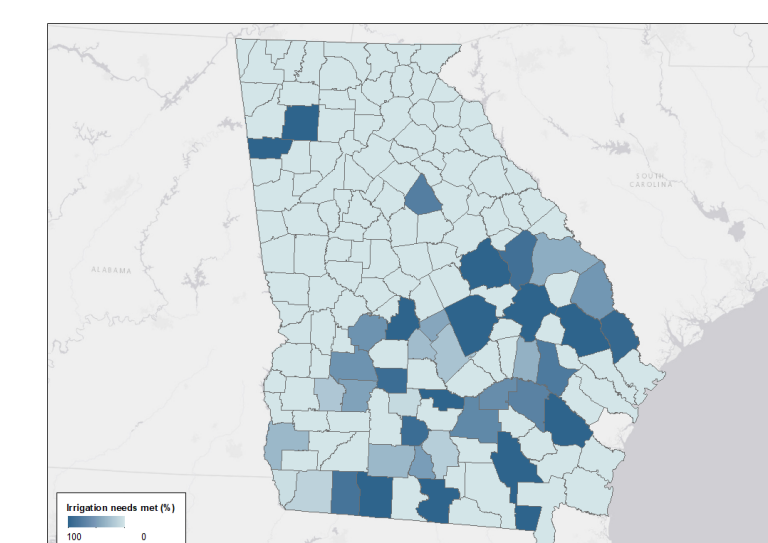 SOUTH
CAROLINA
ALABAMA
Irrigation needs met (%)
100 0